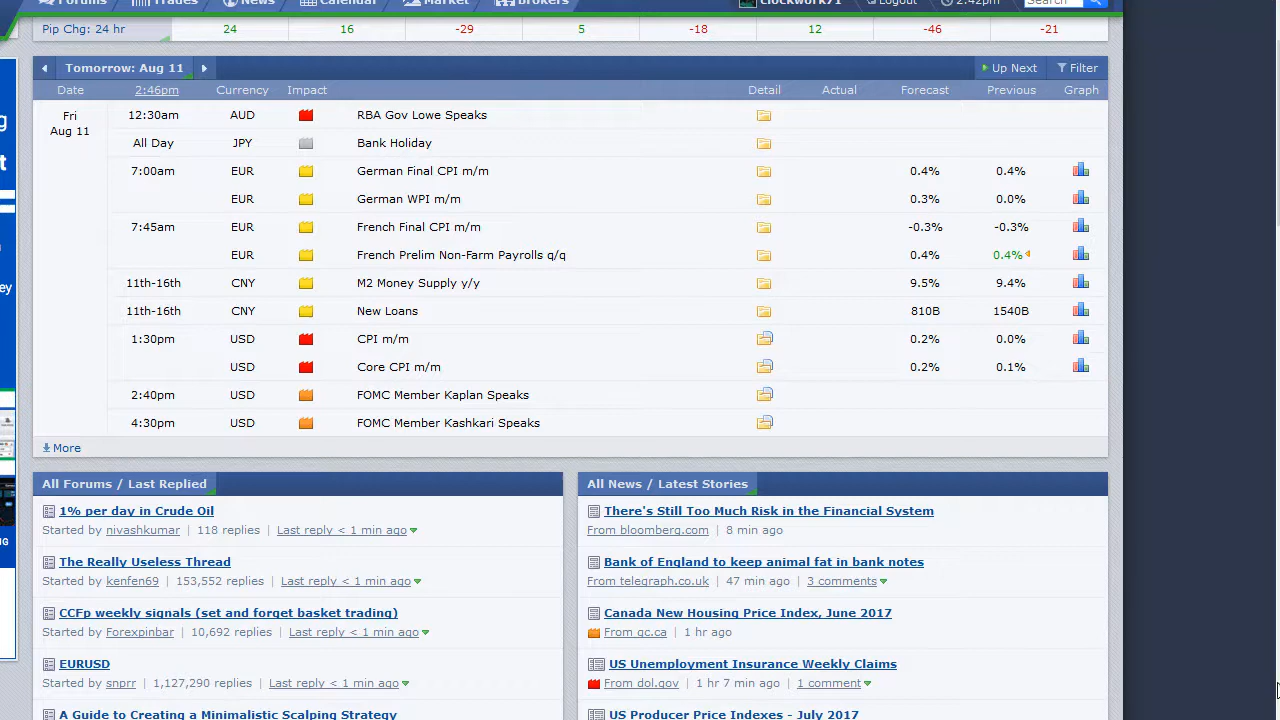 Forums Trades News Calendar Market Brokers clockwork71 Logout 2:42pm Search
Pip Chg: 24 hr 24 16 -29 5 -18 12 -46 -21
Tomorrow: Aug 11 Up Next Filter
Date 2:46pm Currency Impact Detail Actual Forecast Previous Graph
Fri 12:30am AUD RBA Gov Lowe Speaks
Aug 11
All Day JPY Bank Holiday
7:00am EUR German Final CPI m/m 0.4% 0.4%
EUR German WPI m/m 0.3% 0.0%
7:45am EUR French Final CPI m/m -0.3% -0.3%
EUR French Prelim Non-Farm Payrolls q/q 0.4% 0.4%
11th-16th CNY M2 Money Supply y/y 9.5% 9.4%
11th-16th CNY New Loans 810B 1540B
1:30pm USD CPI m/m 0.2% 0.0%
USD Core CPI m/m 0.2% 0.1%
2:40pm USD FOMC Member Kaplan Speaks
4:30pm USD FOMC Member Kashkari Speaks
More
All Forums / Last Replied
1% per day in Crude Oil
Started by nivashkumar | 118 replies | Last reply < 1 min ago
The Really Useless Thread
Started by kenfen69 | 153,552 replies | Last reply < 1 min ago
CCFp weekly signals (set and forget basket trading)
Started by Forexpinbar | 10,692 replies | Last reply < 1 min ago
EURUSD
Started by snprr | 1,127,290 replies | Last reply < 1 min ago
A Guide to Creating a Minimalistic Scalping Strategy
All News / Latest Stories
There's Still Too Much Risk in the Financial System
From bloomberg.com | 8 min ago
Bank of England to keep animal fat in bank notes
From telegraph.co.uk | 47 min ago | 3 comments
Canada New Housing Price Index, June 2017
From gc.ca | 1 hr ago
US Unemployment Insurance Weekly Claims
From dol.gov | 1 hr 7 min ago | 1 comment
US Producer Price Indexes - July 2017